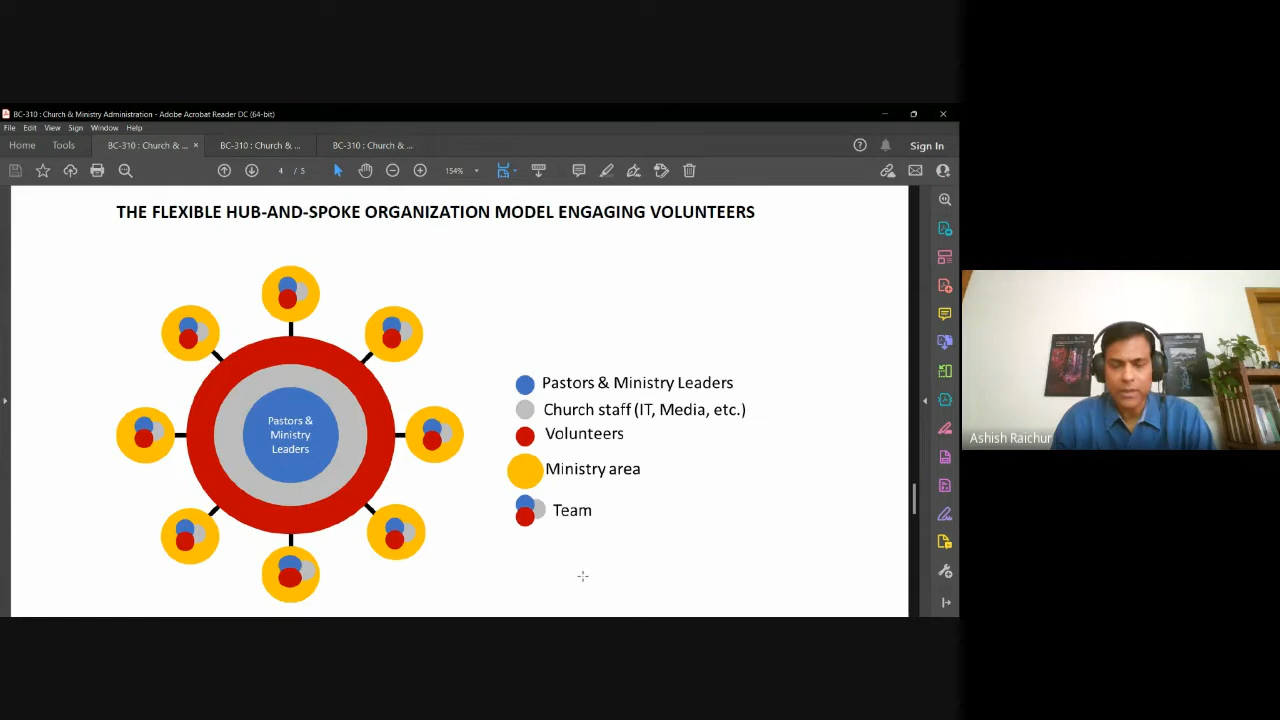 BC-310 : Church & Ministry Administration - Adobe Acrobat Reader DC (64-bit)
File Edit View Sign Window Help
Home Tools BC-310 : Church & ... × BC-310 : Church & ... BC-310 : Church & ... Sign In
4 / 5 154%
THE FLEXIBLE HUB-AND-SPOKE ORGANIZATION MODEL ENGAGING VOLUNTEERS
Pastors &
Ministry
Leaders
Pastors & Ministry Leaders
Church staff (IT, Media, etc.)
Volunteers
Ministry area
Team
Ashish Raichur